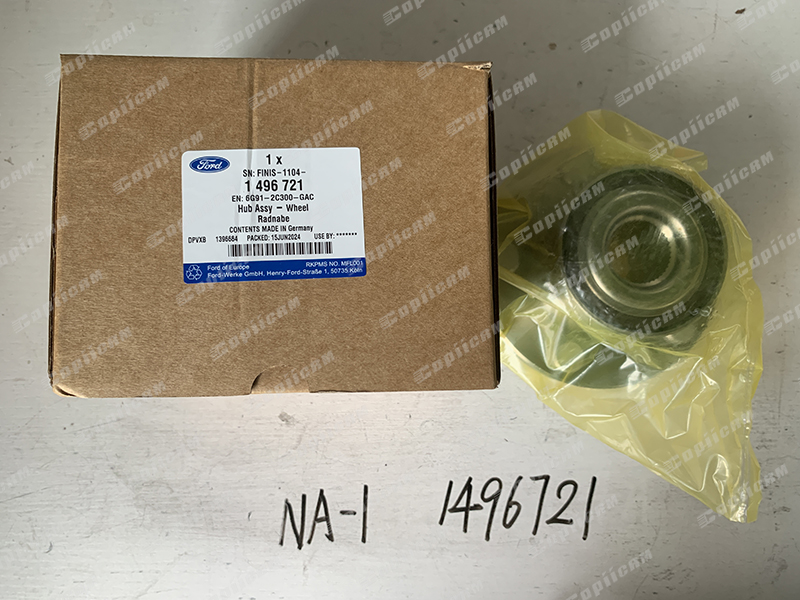 Ford
1 x
SN: FINIS-1104-
1 496 721
EN: 6G91-2C300-GAC
Hub Assy - Wheel
Radnabe
CONTENTS MADE IN Germany
DPVXB 1396664 PACKED: 15JUN2024 USE BY: *******
Ford of Europe RKPMS NO. MFL001
Ford-Werke GmbH, Henry-Ford-Straße 1, 50735 Köln
NA-1 1496721
COPiiCAM